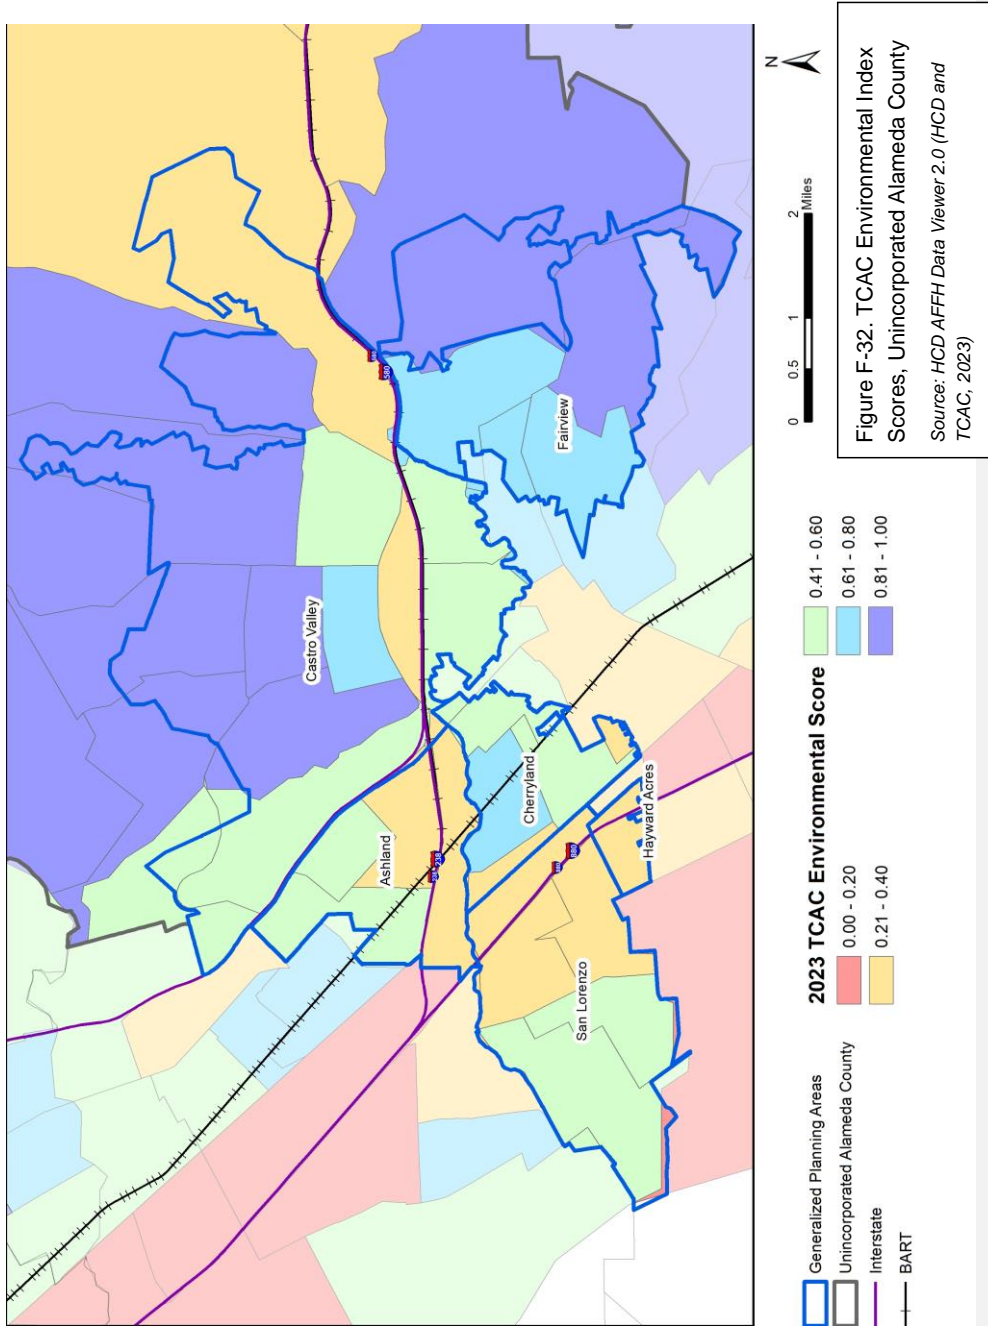 Castro Valley
Ashland
Cherryland
Fairview
San Lorenzo
Hayward Acres
580
238
880
N
0
0.5
1
2
Miles
Generalized Planning Areas
Unincorporated Alameda County
Interstate
BART
2023 TCAC Environmental Score
0.00 - 0.20
0.21 - 0.40
0.41 - 0.60
0.61 - 0.80
0.81 - 1.00
Figure F-32. TCAC Environmental Index
Scores, Unincorporated Alameda County
Source: HCD AFFH Data Viewer 2.0 (HCD and
TCAC, 2023)